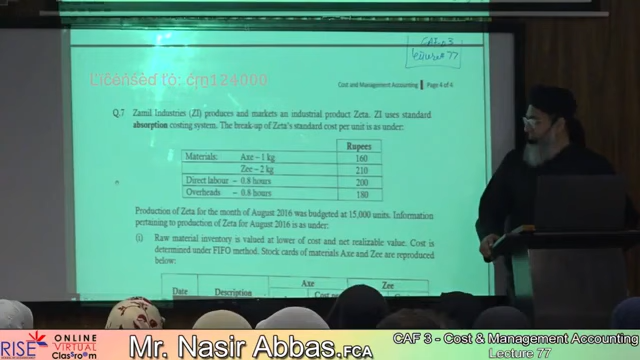 CAF 3
Lecture 77
Licensed to: cm124000
Cost and Management Accounting | Page 4 of 4
Q.7 Zamil Industries (ZI) produces and markets an industrial product Zeta. ZI uses standard
absorption costing system. The break-up of Zeta's standard cost per unit is as under:
Rupees
Materials: Axe – 1 kg 160
Zee – 2 kg 210
Direct labour – 0.8 hours 200
Overheads – 0.8 hours 180
Production of Zeta for the month of August 2016 was budgeted at 15,000 units. Information
pertaining to production of Zeta for August 2016 is as under:
(i) Raw material inventory is valued at lower of cost and net realizable value. Cost is
determined under FIFO method. Stock cards of materials Axe and Zee are reproduced
below:
Axe Zee
Date Description
RISE ONLINE VIRTUAL Classroom
Mr. Nasir Abbas.FCA
CAF 3 - Cost & Management Accounting
Lecture 77